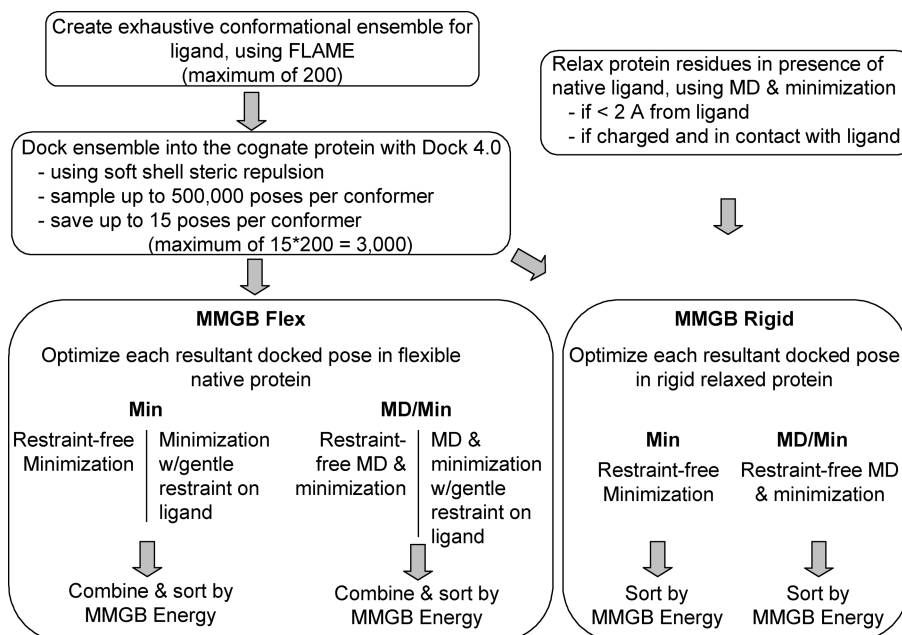 Create exhaustive conformational ensemble for
ligand, using FLAME
(maximum of 200)
Relax protein residues in presence of
native ligand, using MD & minimization
- if < 2 A from ligand
- if charged and in contact with ligand
Dock ensemble into the cognate protein with Dock 4.0
- using soft shell steric repulsion
- sample up to 500,000 poses per conformer
- save up to 15 poses per conformer
(maximum of 15*200 = 3,000)
MMGB Flex
Optimize each resultant docked pose in flexible
native protein
Min
Restraint-free
Minimization
Minimization
w/gentle
restraint on
ligand
Combine & sort by
MMGB Energy
MD/Min
Restraint-
free MD &
minimization
MD &
minimization
w/gentle
restraint on
ligand
Combine & sort by
MMGB Energy
MMGB Rigid
Optimize each resultant docked pose
in rigid relaxed protein
Min
Restraint-free
Minimization
Sort by
MMGB Energy
MD/Min
Restraint-free MD
& minimization
Sort by
MMGB Energy